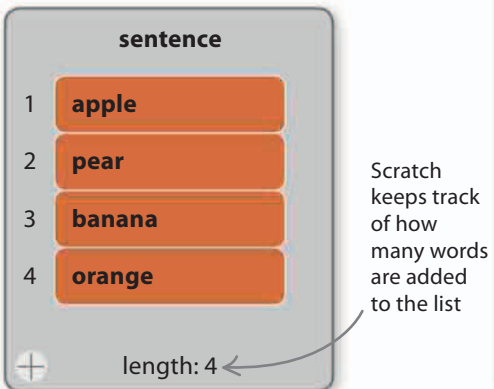 sentence
1 apple
2 pear
3 banana
4 orange
length: 4
Scratch
keeps track
of how
many words
are added
to the list